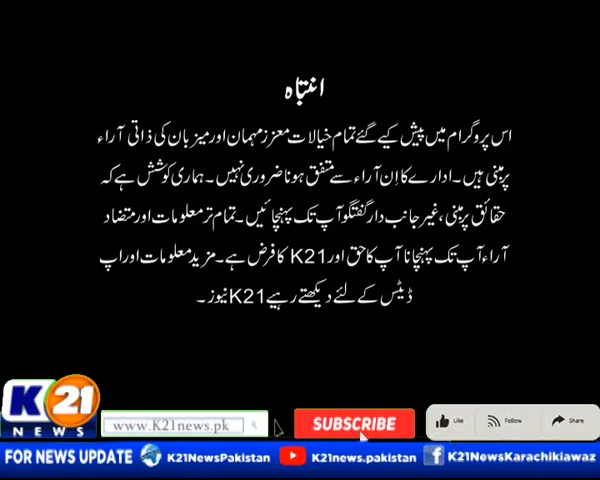 انتباہ
اس پروگرام میں پیش کیے گئے تمام خیالات معزز مہمان اور میزبان کی ذاتی آراء
پر مبنی ہیں۔ ادارے کا اِن آراء سے متفق ہونا ضروری نہیں۔ ہماری کوشش ہے کہ
حقائق پر مبنی، غیر جانب دار گفتگو آپ تک پہنچائیں۔ تمام تر معلومات اور متضاد
آراء آپ تک پہنچانا آپ کا حق اور K21 کا فرض ہے۔ مزید معلومات اور اپ
ڈیٹس کے لئے دیکھتے رہیے K21 نیوز۔
K21
NEWS
www.K21news.pk
SUBSCRIBE
Like
Follow
Share
FOR NEWS UPDATE K21NewsPakistan K21news.pakistan K21NewsKarachikiawaz